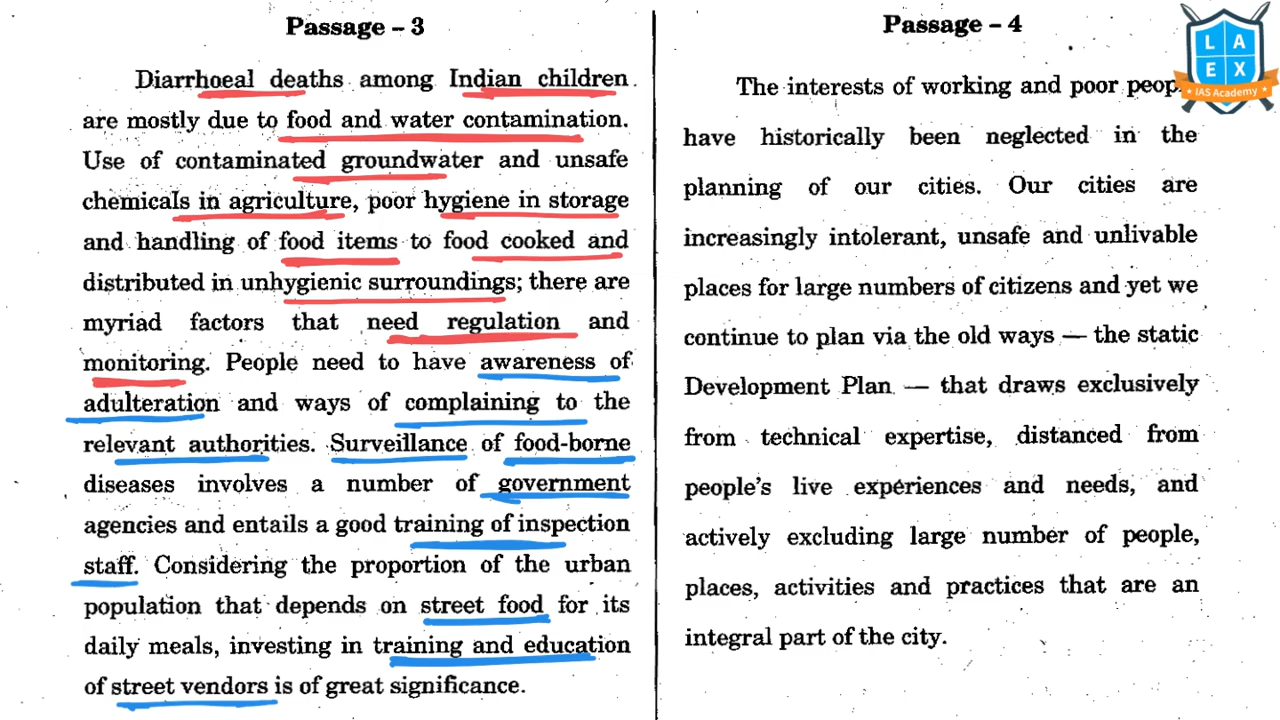 Passage – 3
Diarrhoeal deaths among Indian children
are mostly due to food and water contamination.
Use of contaminated groundwater and unsafe
chemicals in agriculture, poor hygiene in storage
and handling of food items to food cooked and
distributed in unhygienic surroundings; there are
myriad factors that need regulation and
monitoring. People need to have awareness of
adulteration and ways of complaining to the
relevant authorities. Surveillance of food-borne
diseases involves a number of government
agencies and entails a good training of inspection
staff. Considering the proportion of the urban
population that depends on street food for its
daily meals, investing in training and education
of street vendors is of great significance.
Passage – 4
The interests of working and poor
have historically been neglected in the
planning of our cities. Our cities are
increasingly intolerant, unsafe and unlivable
places for large numbers of citizens and yet we
continue to plan via the old ways — the static
Development Plan — that draws exclusively
from technical expertise, distanced from
people's live experiences and needs, and
actively excluding large number of people,
places, activities and practices that are an
integral part of the city.
L A
E X
IAS Academy